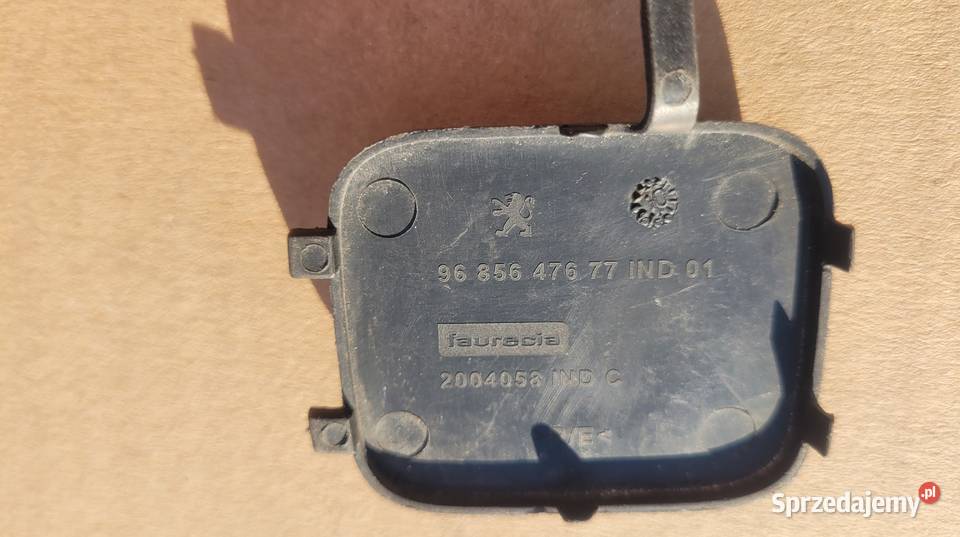 96 856 476 77 IND 01
faurecia
2004058 IND C
/E<
Sprzedajemy.pl